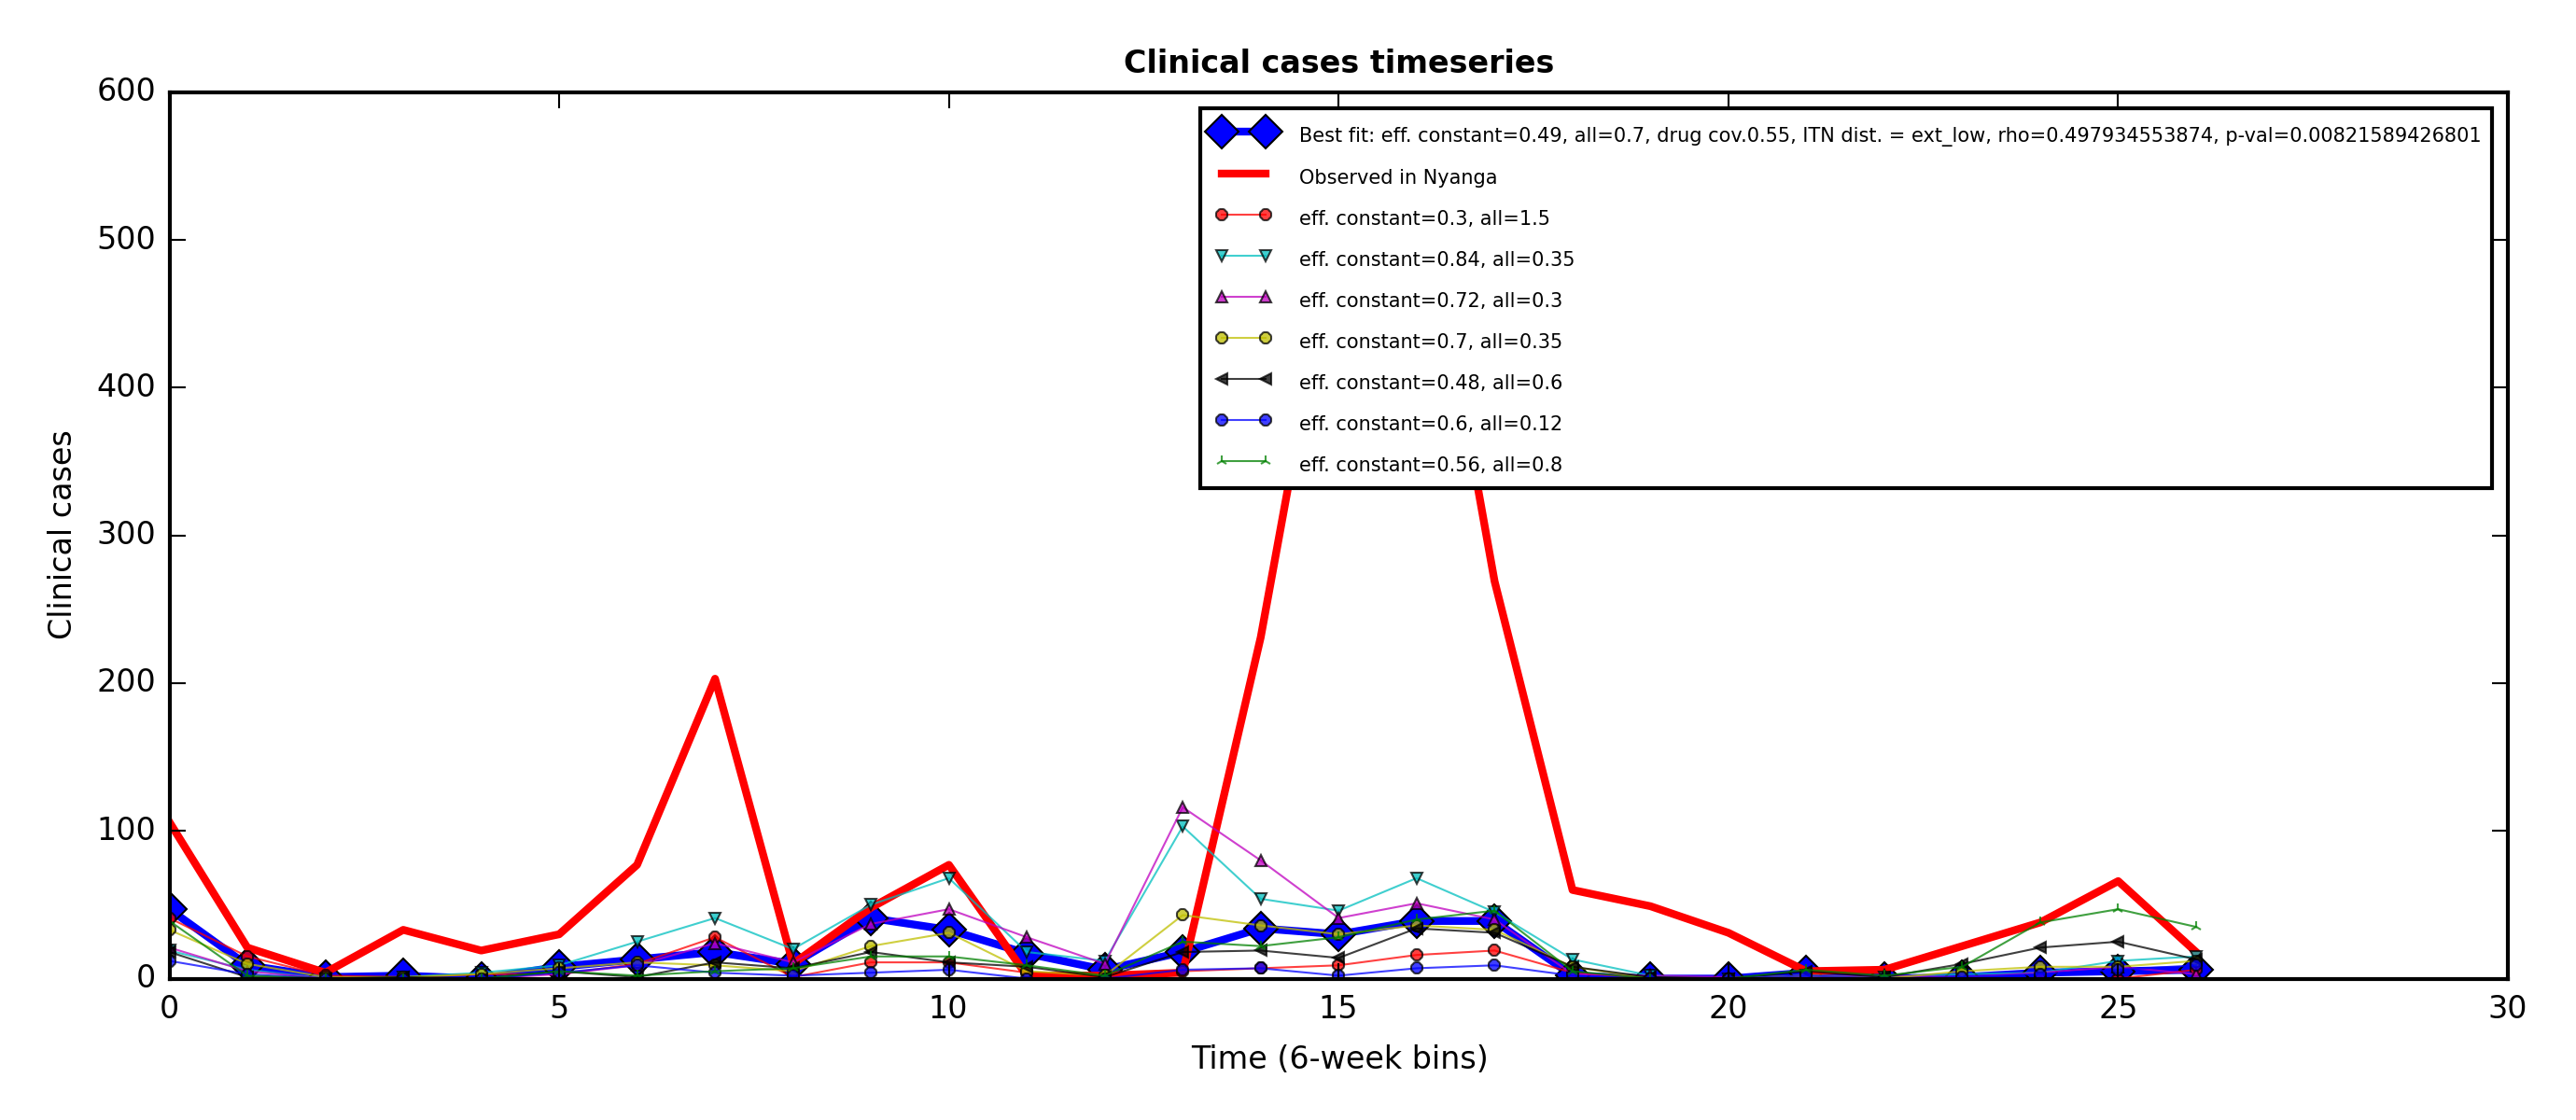 Clinical cases timeseries
600
500
400
300
200
100
0
Clinical cases
Best fit: eff. constant=0.49, all=0.7, drug cov.0.55, ITN dist. = ext_low, rho=0.497934553874, p-val=0.00821589426801
Observed in Nyanga
eff. constant=0.3, all=1.5
eff. constant=0.84, all=0.35
eff. constant=0.72, all=0.3
eff. constant=0.7, all=0.35
eff. constant=0.48, all=0.6
eff. constant=0.6, all=0.12
eff. constant=0.56, all=0.8
0 5 10 15 20 25 30
Time (6-week bins)